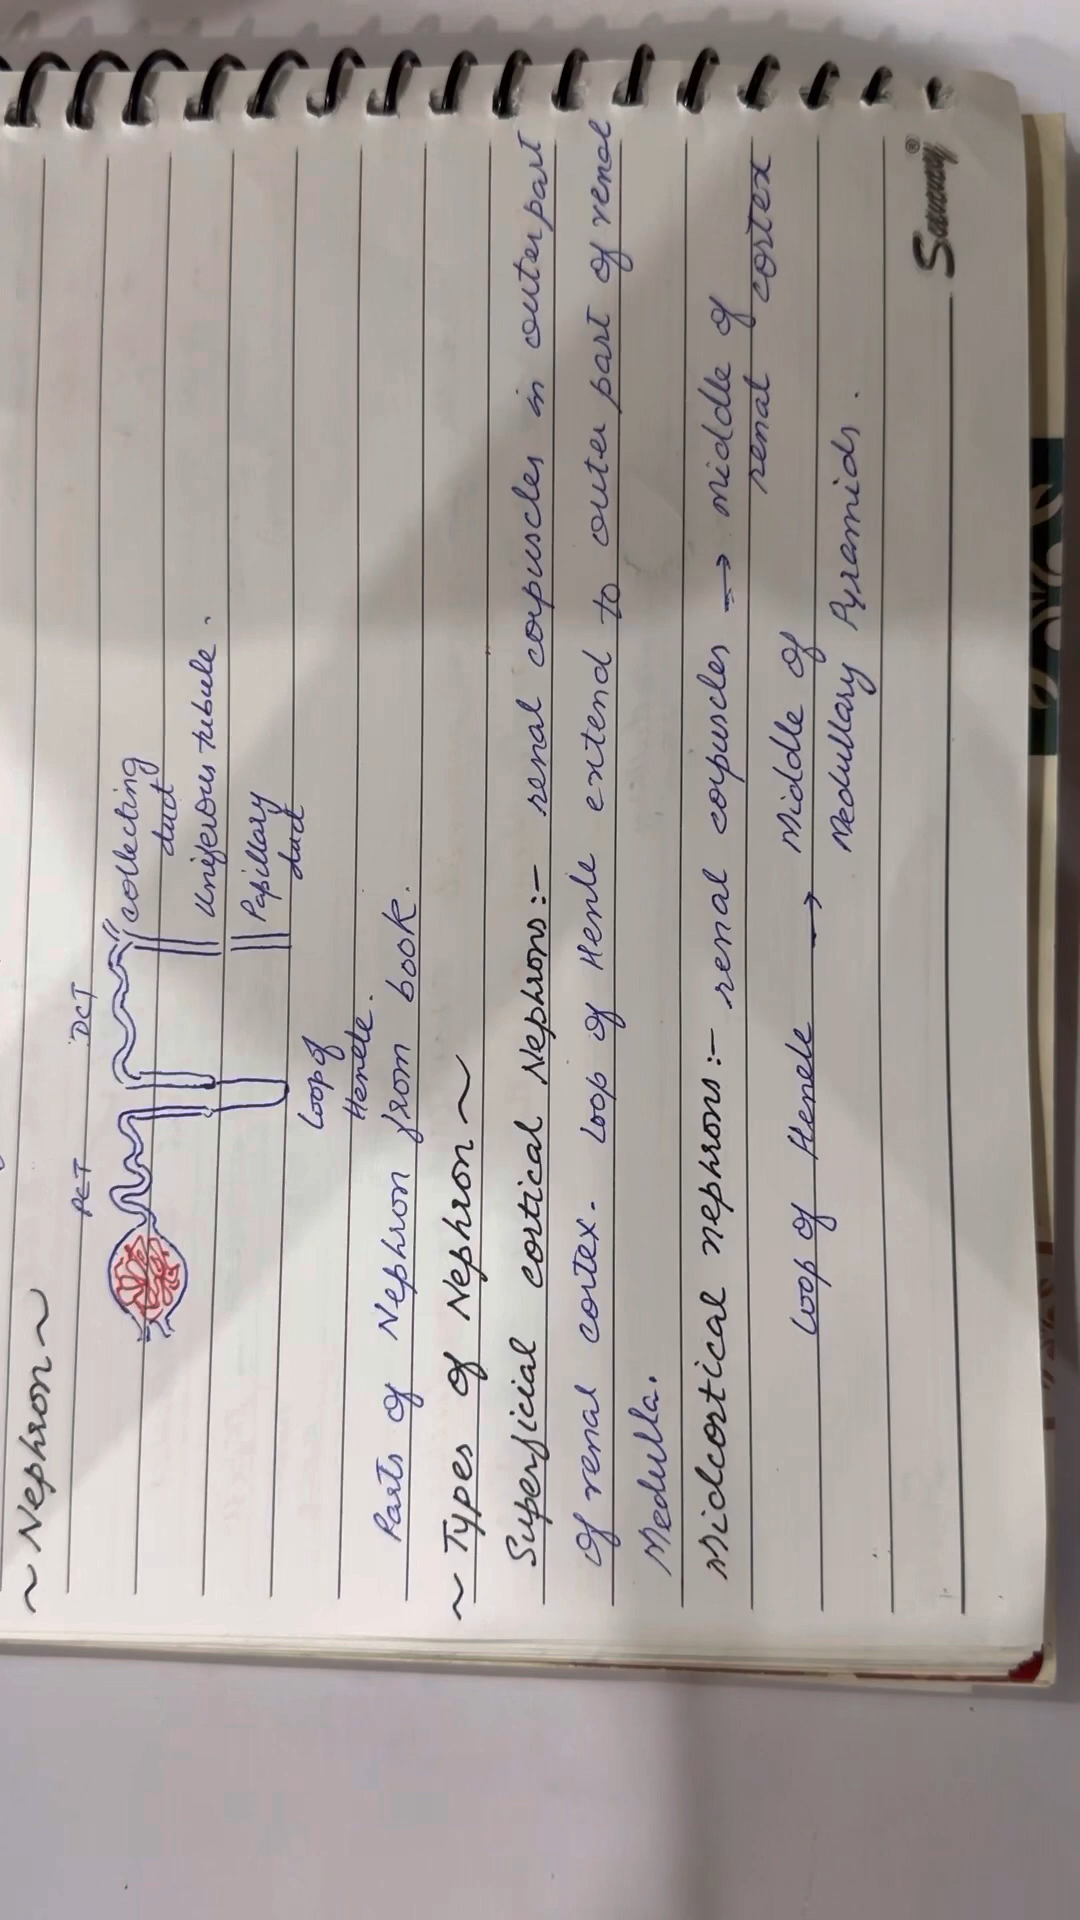 ~ Nephron ~
PCT DCT
collecting
duct
Uriniferous tubule.
Papillary
duct
Loop of
Henele.
Parts of Nephron from book.
~ Types of Nephron ~
Superficial cortical Nephrons:- renal corpuscles in outer part
of renal cortex. Loop of Henle extend to outer part of renal
Medulla.
Midcortical nephrons:- renal corpuscles → middle of
renal cortex
Loop of Henele → Middle of
Medullary Pyramids.